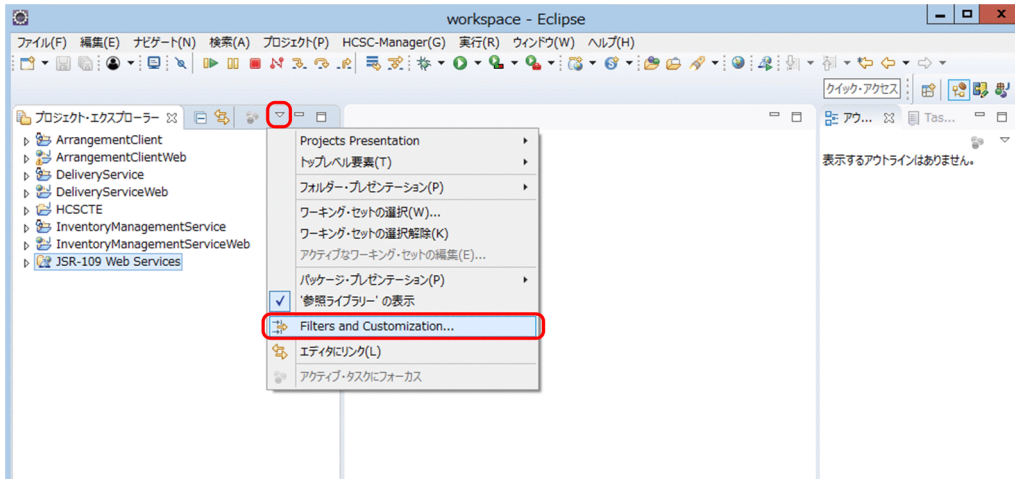 workspace - Eclipse
ファイル(F) 編集(E) ナビゲート(N) 検索(A) プロジェクト(P) HCSC-Manager(G) 実行(R) ウィンドウ(W) ヘルプ(H)
クイック・アクセス
プロジェクト・エクスプローラー
アウ...
Tas...
ArrangementClient
ArrangementClientWeb
DeliveryService
DeliveryServiceWeb
HCSCTE
InventoryManagementService
InventoryManagementServiceWeb
JSR-109 Web Services
Projects Presentation
トップレベル要素(T)
フォルダー・プレゼンテーション(P)
ワーキング・セットの選択(W)...
ワーキング・セットの選択解除(K)
アクティブなワーキング・セットの編集(E)...
パッケージ・プレゼンテーション(P)
'参照ライブラリー' の表示
Filters and Customization...
エディタにリンク(L)
アクティブ・タスクにフォーカス
表示するアウトラインはありません。